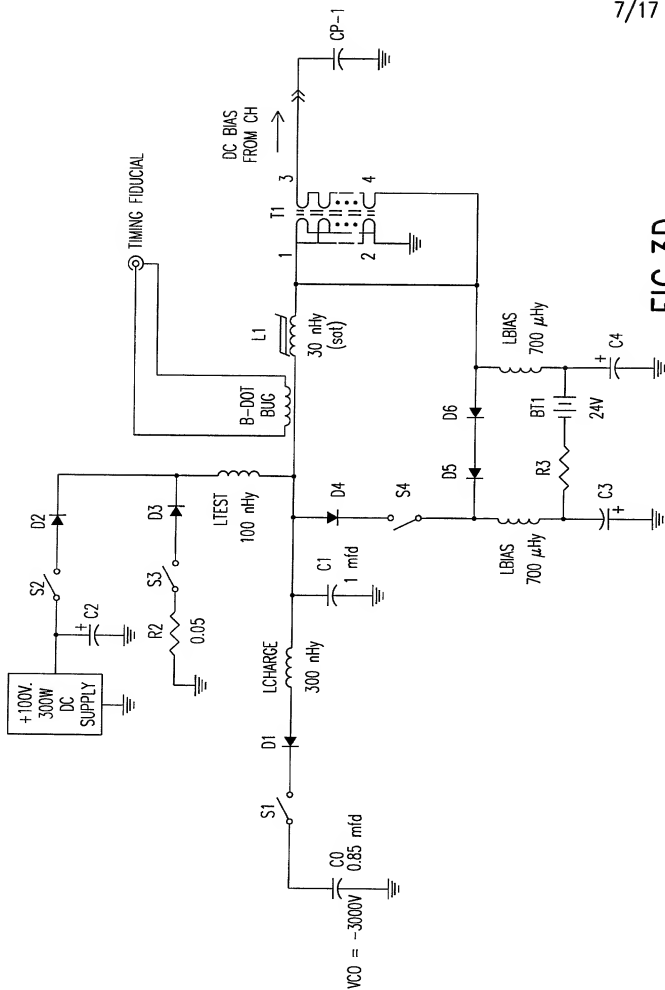 7/17
TIMING FIDUCIAL
DC BIAS
FROM CH
CP-1
3
T1
4
1
2
L1
30 nHy
(sat)
B-DOT
BUG
LTEST
100 nHy
D2
S2
C2
+
+100V.
300W
DC
SUPPLY
D3
S3
R2
0.05
LCHARGE
300 nHy
C1
1 mfd
D1
S1
C0
0.85 mfd
VCO = -3000V
D4
S4
D5
D6
LBIAS
700 µHy
LBIAS
700 µHy
R3
BT1
24V
C3
+
C4
+
FIG. 3D